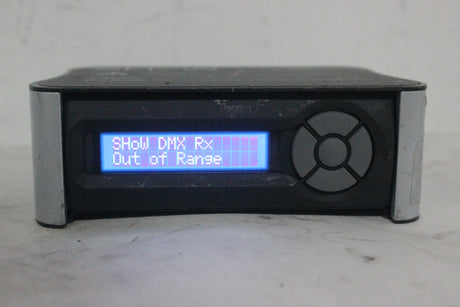 SHoW DMX Rx
Out of Range